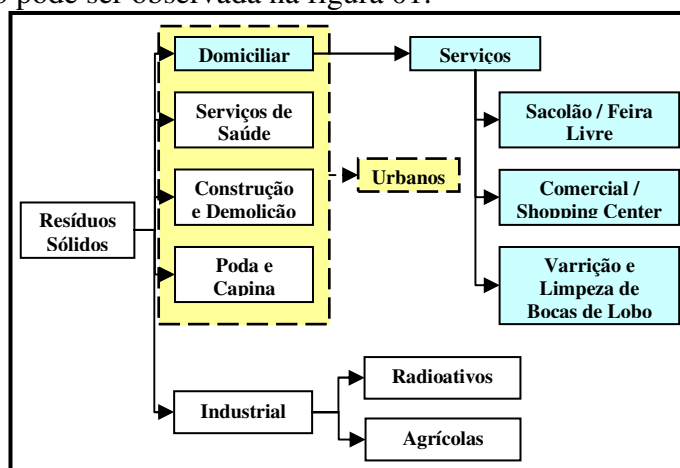 o pode ser observada na figura 01.
Domiciliar
Serviços
Serviços de
Saúde
Sacolão / Feira
Livre
Urbanos
Construção
e Demolição
Comercial /
Shopping Center
Resíduos
Sólidos
Poda e
Capina
Varrição e
Limpeza de
Bocas de Lobo
Radioativos
Industrial
Agrícolas